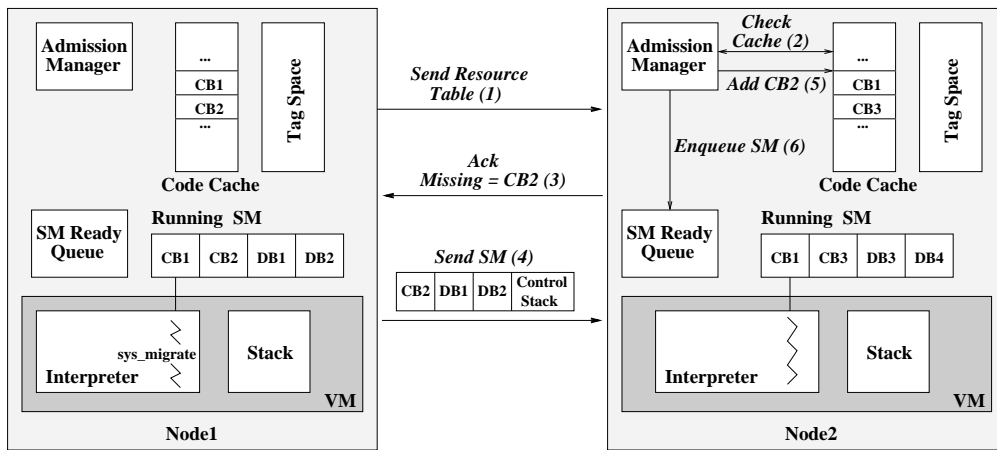 Admission
Manager
...
CB1
CB2
...
Tag Space
Code Cache
SM Ready
Queue
Running SM
CB1 CB2 DB1 DB2
sys_migrate
Interpreter
Stack
VM
Node1
Send Resource
Table (1)
Ack
Missing = CB2 (3)
Send SM (4)
CB2 DB1 DB2 Control
Stack
Admission
Manager
Check
Cache (2)
Add CB2 (5)
Enqueue SM (6)
...
CB1
CB3
...
Tag Space
Code Cache
SM Ready
Queue
Running SM
CB1 CB3 DB3 DB4
Interpreter
Stack
VM
Node2